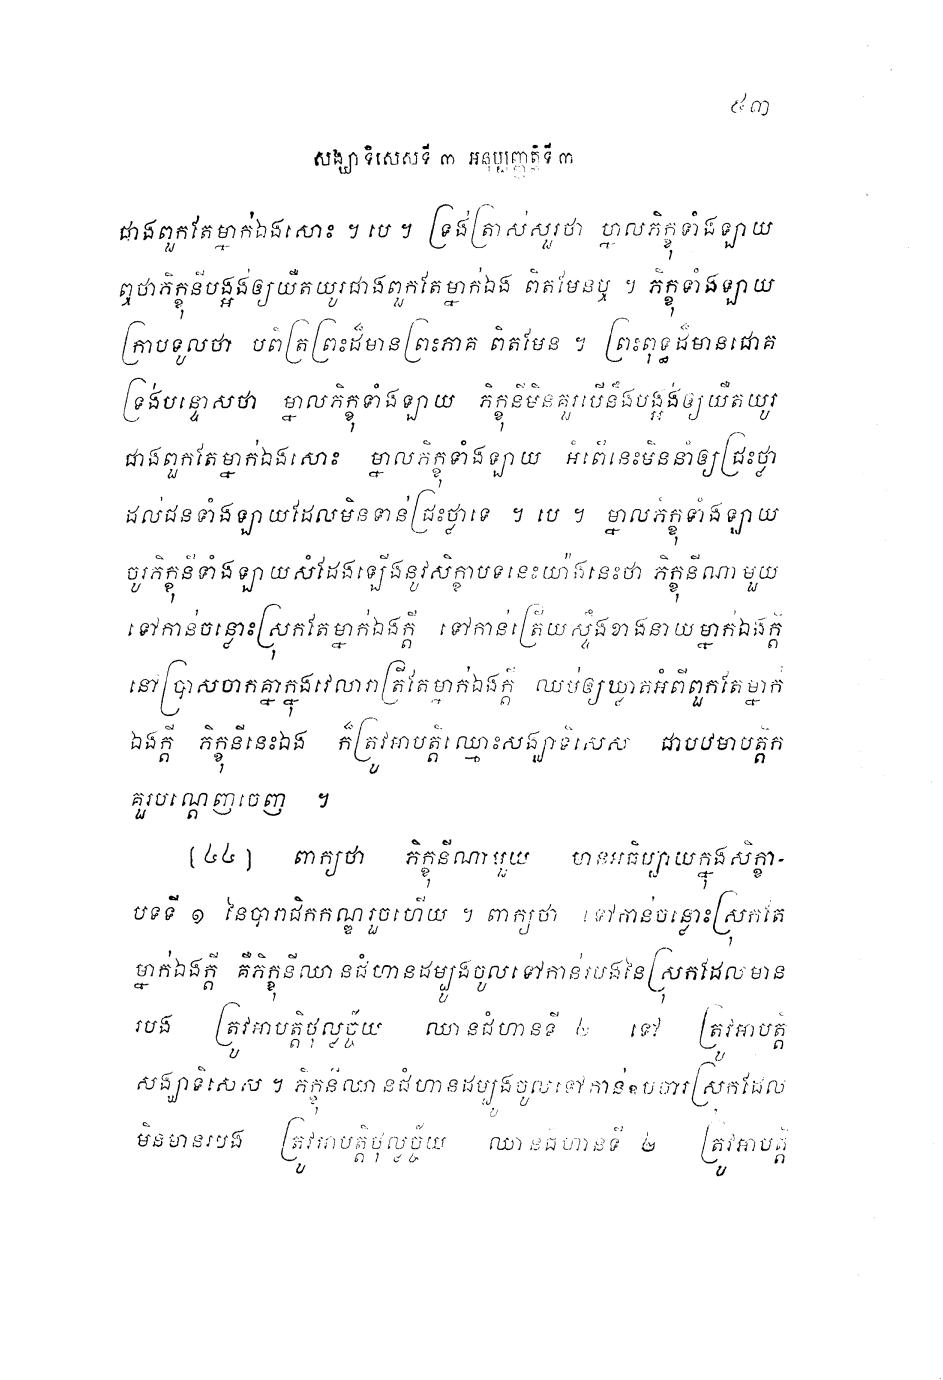 ៥៣
សង្ឃាទិសេសទី ៣ អនុប្បញ្ញត្តិទី ៣
ជាងពួកតែម្នាក់ឯងសោះ ។ បេ ។ ទ្រង់ត្រាស់សួរថា ម្នាលភិក្ខុទាំងឡាយ
ឮថាភិក្ខុនីបង្អង់ឲ្យយឺតយូរជាងពួកតែម្នាក់ឯង ពិតមែនឬ ។ ភិក្ខុទាំងឡាយ
ក្រាបទូលថា បពិត្រព្រះដ៏មានព្រះភាគ ពិតមែន ។ ព្រះពុទ្ធដ៏មានជោគ
ទ្រង់បន្ទោសថា ម្នាលភិក្ខុទាំងឡាយ ភិក្ខុនីមិនគួរបើនឹងបង្អង់ឲ្យយឺតយូរ
ជាងពួកតែម្នាក់ឯងសោះ ម្នាលភិក្ខុទាំងឡាយ អំពើនេះមិននាំឲ្យជ្រះថ្លា
ដល់ជនទាំងឡាយដែលមិនទាន់ជ្រះថ្លាទេ ។ បេ ។ ម្នាលភិក្ខុទាំងឡាយ
ចូរភិក្ខុនីទាំងឡាយសំដែងឡើងនូវសិក្ខាបទនេះយ៉ាងនេះថា ភិក្ខុនីណាមួយ
ទៅកាន់ចន្លោះស្រុកតែម្នាក់ឯងក្តី ទៅកាន់ត្រើយស្ទឹងខាងនាយម្នាក់ឯងក្តី
នៅប្រាសចាកគ្នាក្នុងវេលារាត្រីតែម្នាក់ឯងក្តី ឈប់ឲ្យឃ្លាតអំពីពួកតែម្នាក់
ឯងក្តី ភិក្ខុនីនេះឯង ក៏ត្រូវអាបត្តិឈ្មោះសង្ឃាទិសេស ជាបឋមាបត្តិក
គួរបណ្តេញចេញ ។
(៤៤) ពាក្យថា ភិក្ខុនីណាមួយ មានអធិប្បាយក្នុងសិក្ខា-
បទទី ១ នៃបារាជិកកណ្ឌរួចហើយ ។ ពាក្យថា ទៅកាន់ចន្លោះស្រុកតែ
ម្នាក់ឯងក្តី គឺភិក្ខុនីឈានជំហានដម្បូងចូលទៅកាន់របងនៃស្រុកដែលមាន
របង ត្រូវអាបត្តិថុល្លច្ច័យ ឈានជំហានទី ២ ទៅ ត្រូវអាបត្តិ
សង្ឃាទិសេស ។ ភិក្ខុនីឈានជំហានដម្បូងចូលទៅកាន់ឧបចារស្រុកដែល
មិនមានរបង ត្រូវអាបត្តិថុល្លច្ច័យ ឈានជំហានទី ២ ត្រូវអាបត្តិ